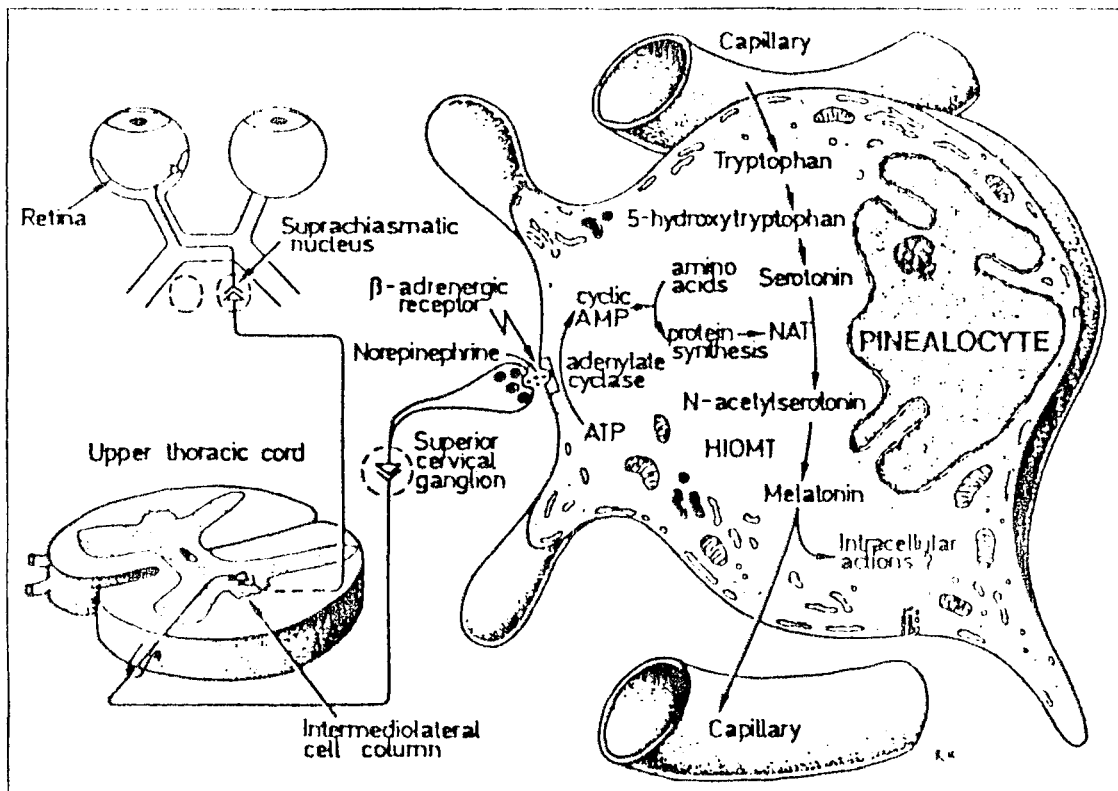 Capillary
Tryptophan
5-hydroxytryptophan
Serotonin
amino
acids
cyclic
AMP
protein
synthesis
NAT
PINEALOCYTE
adenylate
cyclase
ATP
N-acetylserotonin
HIOMT
Melatonin
Intracellular
actions ?
Capillary
Retina
Suprachiasmatic
nucleus
β-adrenergic
receptor
Norepinephrine
Superior
cervical
ganglion
Upper thoracic cord
Intermediolateral
cell column